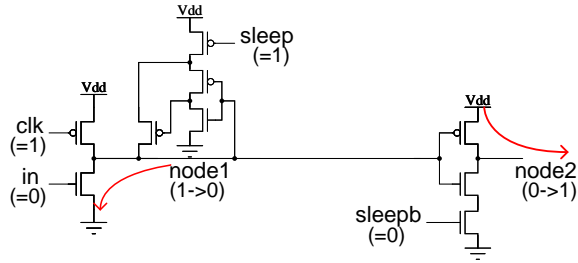 Vdd
sleep
(=1)
Vdd
clk
(=1)
in
(=0)
node1
(1->0)
Vdd
node2
(0->1)
sleepb
(=0)